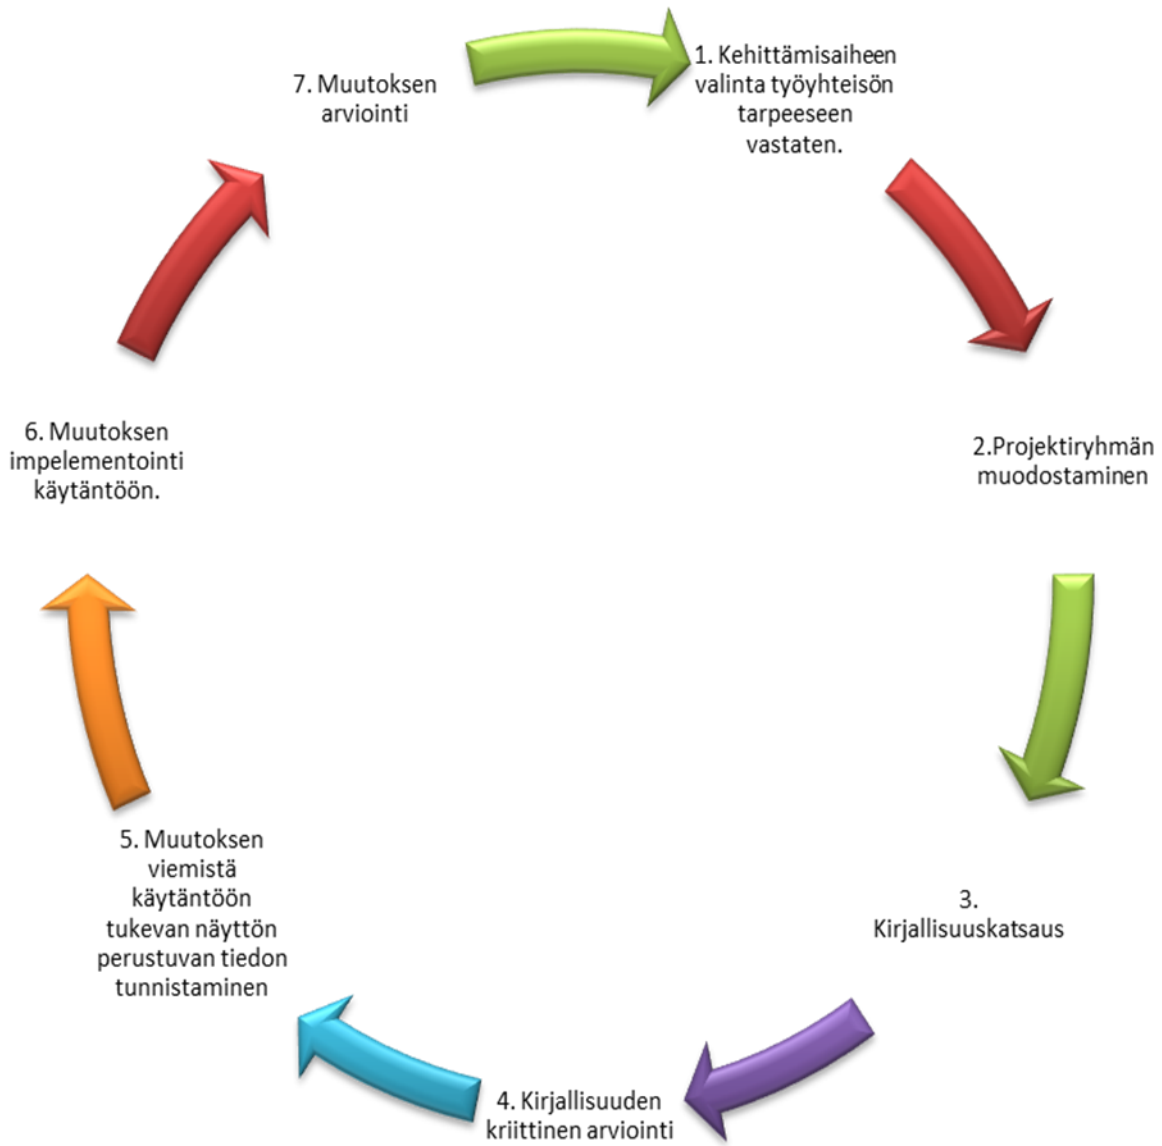 1. Kehittämisaiheen
valinta työyhteisön
tarpeeseen
vastaten.
2.Projektiryhmän
muodostaminen
3.
Kirjallisuuskatsaus
4. Kirjallisuuden
kriittinen arviointi
5. Muutoksen
viemistä
käytäntöön
tukevan näyttön
perustuvan tiedon
tunnistaminen
6. Muutoksen
impelementointi
käytäntöön.
7. Muutoksen
arviointi